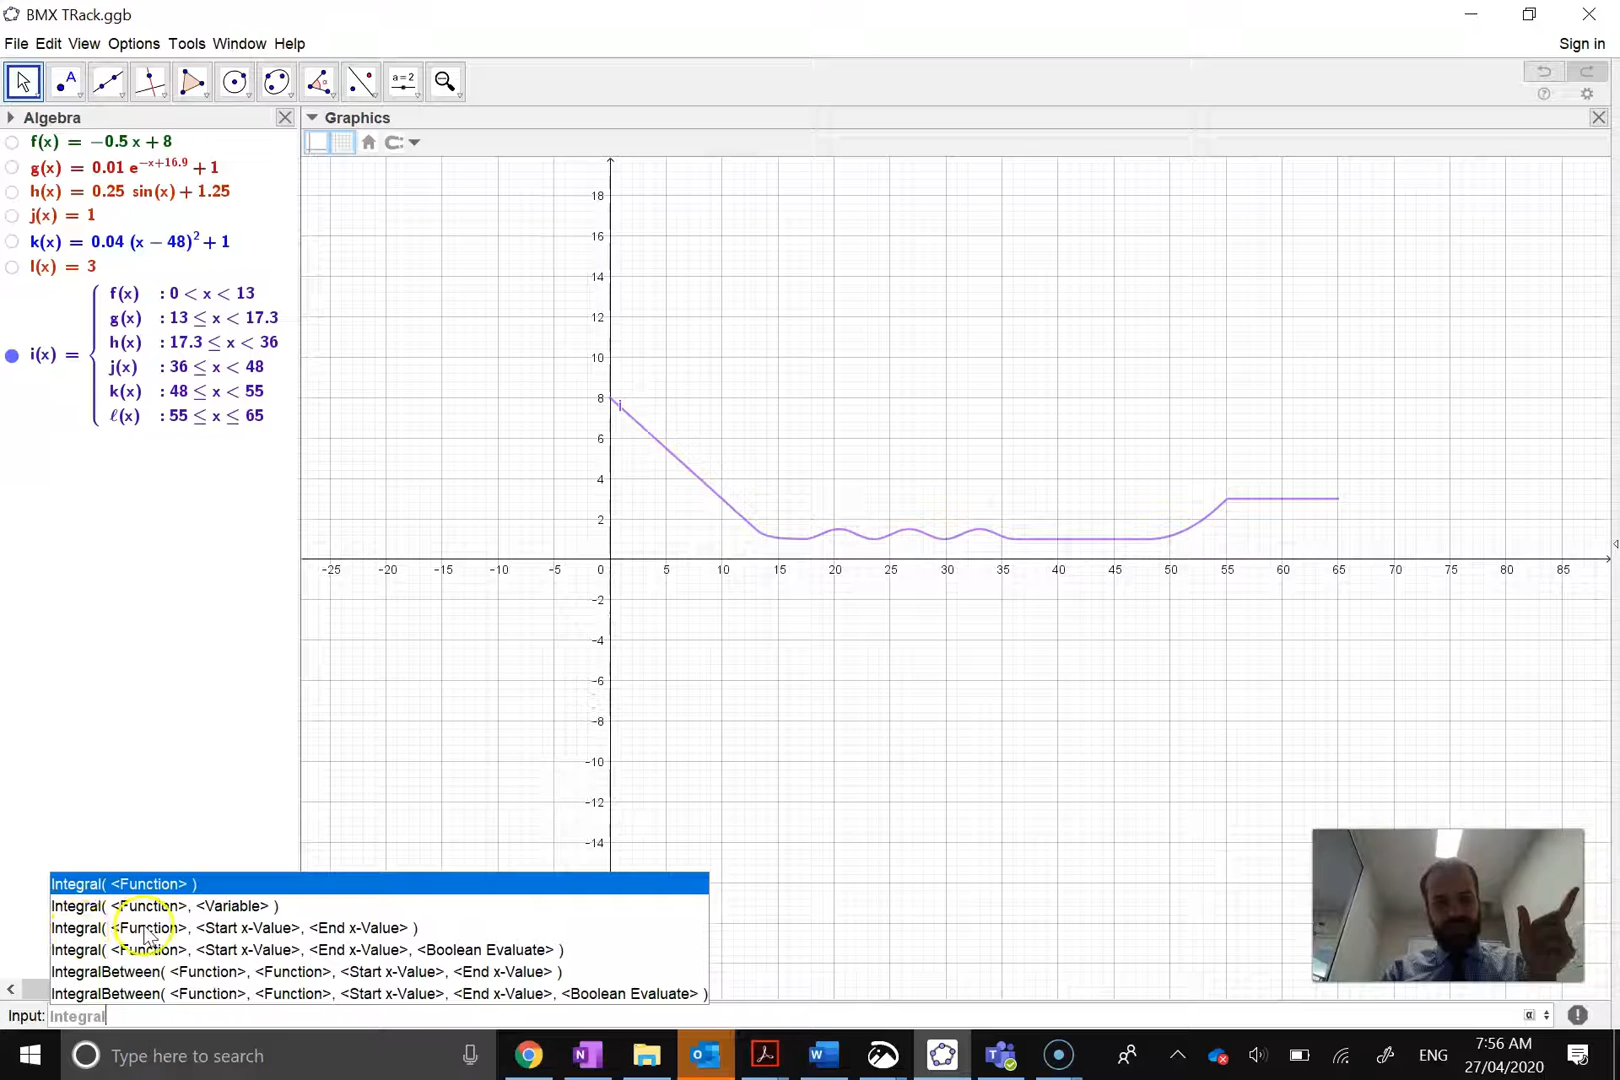 BMX TRack.ggb
File Edit View Options Tools Window Help
Sign in
A
a=2
Algebra
Graphics
f(x) = −0.5 x + 8
g(x) = 0.01 e^−x+16.9 + 1
h(x) = 0.25 sin(x) + 1.25
j(x) = 1
k(x) = 0.04 (x − 48)² + 1
l(x) = 3
f(x) : 0 < x < 13
g(x) : 13 ≤ x < 17.3
h(x) : 17.3 ≤ x < 36
i(x) =
j(x) : 36 ≤ x < 48
k(x) : 48 ≤ x < 55
ℓ(x) : 55 ≤ x ≤ 65
18
16
14
12
10
8
i
6
4
2
-25 -20 -15 -10 -5 0 5 10 15 20 25 30 35 40 45 50 55 60 65 70 75 80 85
-2
-4
-6
-8
-10
-12
-14
Integral( <Function> )
Integral( <Function>, <Variable> )
Integral( <Function>, <Start x-Value>, <End x-Value> )
Integral( <Function>, <Start x-Value>, <End x-Value>, <Boolean Evaluate> )
IntegralBetween( <Function>, <Function>, <Start x-Value>, <End x-Value> )
IntegralBetween( <Function>, <Function>, <Start x-Value>, <End x-Value>, <Boolean Evaluate> )
Input: Integral
α
Type here to search
ENG
7:56 AM
27/04/2020